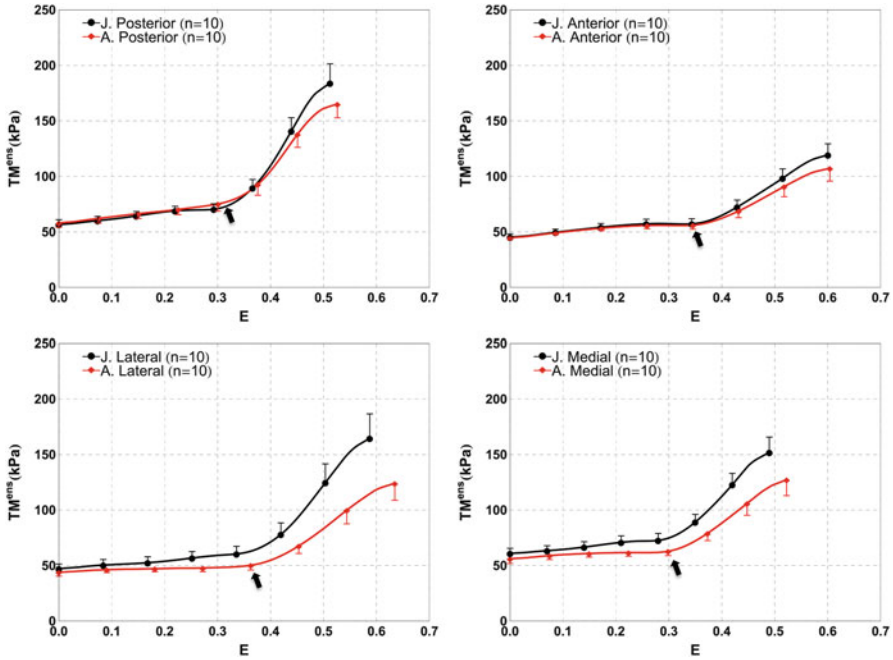 250
200
150
100
50
0
TM^ens(kPa)
J. Posterior (n=10)
A. Posterior (n=10)
0.0 0.1 0.2 0.3 0.4 0.5 0.6 0.7
E
250
200
150
100
50
0
TM^ens(kPa)
J. Anterior (n=10)
A. Anterior (n=10)
0.0 0.1 0.2 0.3 0.4 0.5 0.6 0.7
E
250
200
150
100
50
0
TM^ens(kPa)
J. Lateral (n=10)
A. Lateral (n=10)
0.0 0.1 0.2 0.3 0.4 0.5 0.6 0.7
E
250
200
150
100
50
0
TM^ens(kPa)
J. Medial (n=10)
A. Medial (n=10)
0.0 0.1 0.2 0.3 0.4 0.5 0.6 0.7
E